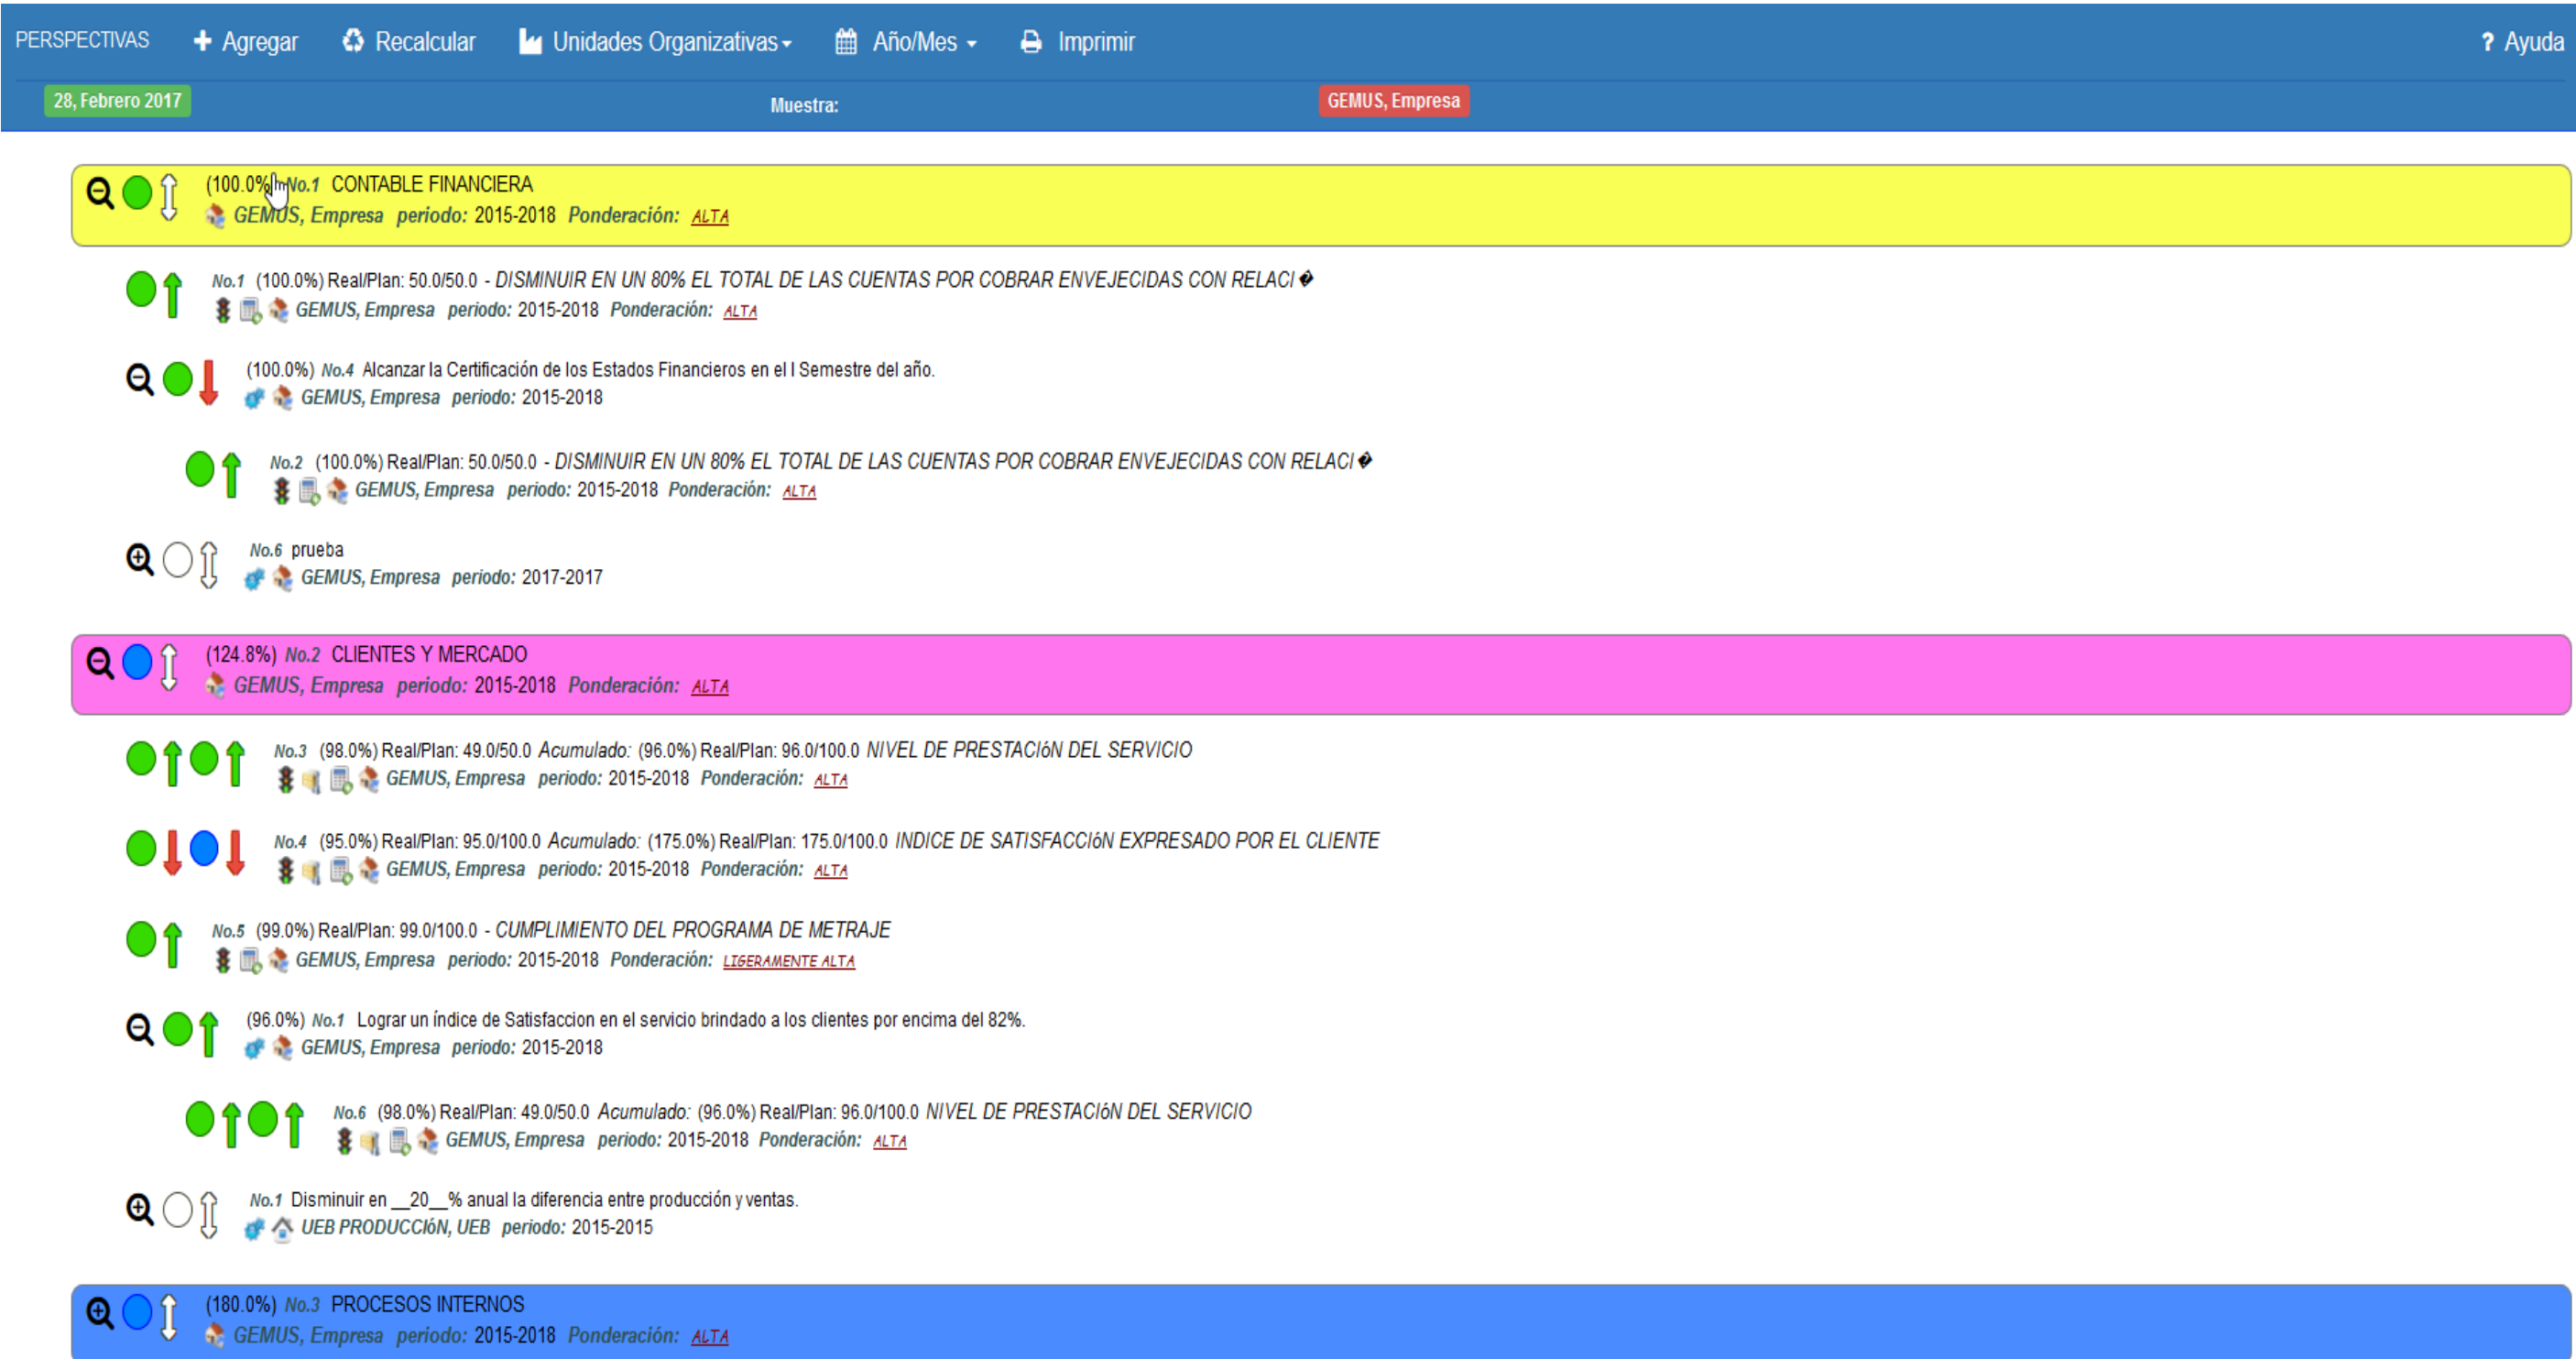 PERSPECTIVAS Agregar Recalcular Unidades Organizativas Año/Mes Imprimir ? Ayuda
28, Febrero 2017 Muestra: GEMUS, Empresa
(100.0%) No.1 CONTABLE FINANCIERA
GEMUS, Empresa periodo: 2015-2018 Ponderación: ALTA
No.1 (100.0%) Real/Plan: 50.0/50.0 - DISMINUIR EN UN 80% EL TOTAL DE LAS CUENTAS POR COBRAR ENVEJECIDAS CON RELACI �
GEMUS, Empresa periodo: 2015-2018 Ponderación: ALTA
(100.0%) No.4 Alcanzar la Certificación de los Estados Financieros en el I Semestre del año.
GEMUS, Empresa periodo: 2015-2018
No.2 (100.0%) Real/Plan: 50.0/50.0 - DISMINUIR EN UN 80% EL TOTAL DE LAS CUENTAS POR COBRAR ENVEJECIDAS CON RELACI �
GEMUS, Empresa periodo: 2015-2018 Ponderación: ALTA
No.6 prueba
GEMUS, Empresa periodo: 2017-2017
(124.8%) No.2 CLIENTES Y MERCADO
GEMUS, Empresa periodo: 2015-2018 Ponderación: ALTA
No.3 (98.0%) Real/Plan: 49.0/50.0 Acumulado: (96.0%) Real/Plan: 96.0/100.0 NIVEL DE PRESTACIóN DEL SERVICIO
GEMUS, Empresa periodo: 2015-2018 Ponderación: ALTA
No.4 (95.0%) Real/Plan: 95.0/100.0 Acumulado: (175.0%) Real/Plan: 175.0/100.0 INDICE DE SATISFACCIóN EXPRESADO POR EL CLIENTE
GEMUS, Empresa periodo: 2015-2018 Ponderación: ALTA
No.5 (99.0%) Real/Plan: 99.0/100.0 - CUMPLIMIENTO DEL PROGRAMA DE METRAJE
GEMUS, Empresa periodo: 2015-2018 Ponderación: LIGERAMENTE ALTA
(96.0%) No.1 Lograr un índice de Satisfaccion en el servicio brindado a los clientes por encima del 82%.
GEMUS, Empresa periodo: 2015-2018
No.6 (98.0%) Real/Plan: 49.0/50.0 Acumulado: (96.0%) Real/Plan: 96.0/100.0 NIVEL DE PRESTACIóN DEL SERVICIO
GEMUS, Empresa periodo: 2015-2018 Ponderación: ALTA
No.1 Disminuir en __20__% anual la diferencia entre producción y ventas.
UEB PRODUCCIóN, UEB periodo: 2015-2015
(180.0%) No.3 PROCESOS INTERNOS
GEMUS, Empresa periodo: 2015-2018 Ponderación: ALTA